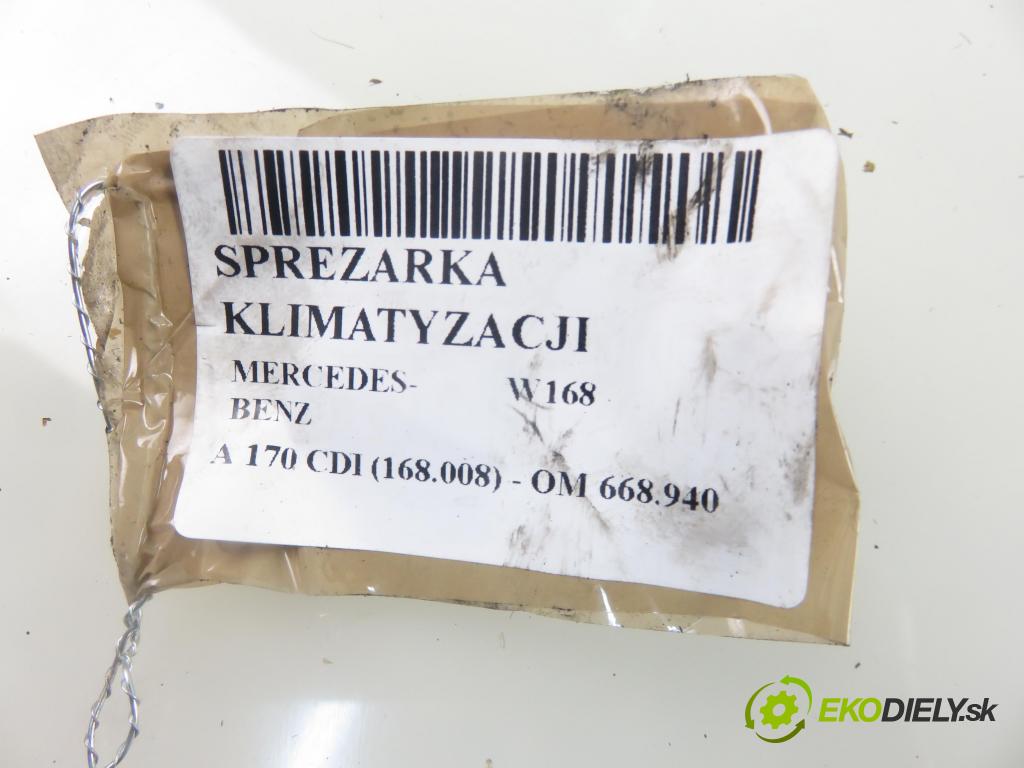 SPREZARKA
KLIMATYZACJI
MERCEDES- W168
BENZ
A 170 CDI (168.008) - OM 668.940
EKODIELY.sk